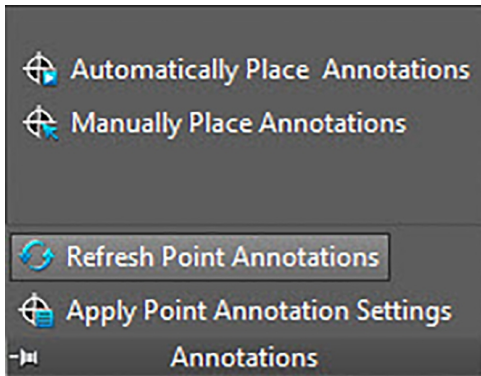 Automatically Place Annotations
Manually Place Annotations
Refresh Point Annotations
Apply Point Annotation Settings
Annotations